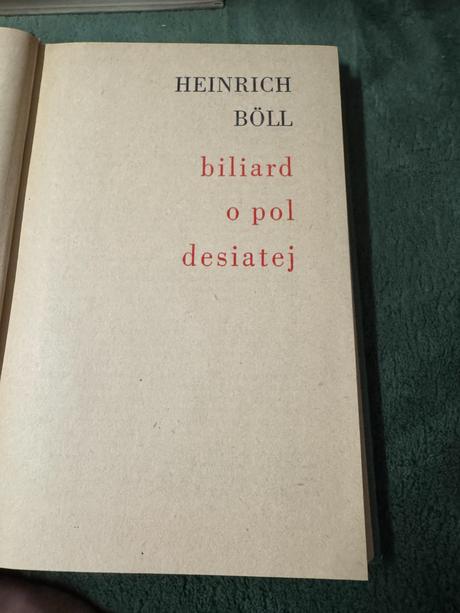 HEINRICH
BÖLL
biliard
o pol
desiatej